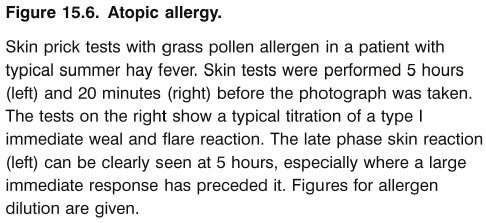 Figure 15.6. Atopic allergy.
Skin prick tests with grass pollen allergen in a patient with
typical summer hay fever. Skin tests were performed 5 hours
(left) and 20 minutes (right) before the photograph was taken.
The tests on the right show a typical titration of a type I
immediate weal and flare reaction. The late phase skin reaction
(left) can be clearly seen at 5 hours, especially where a large
immediate response has preceded it. Figures for allergen
dilution are given.